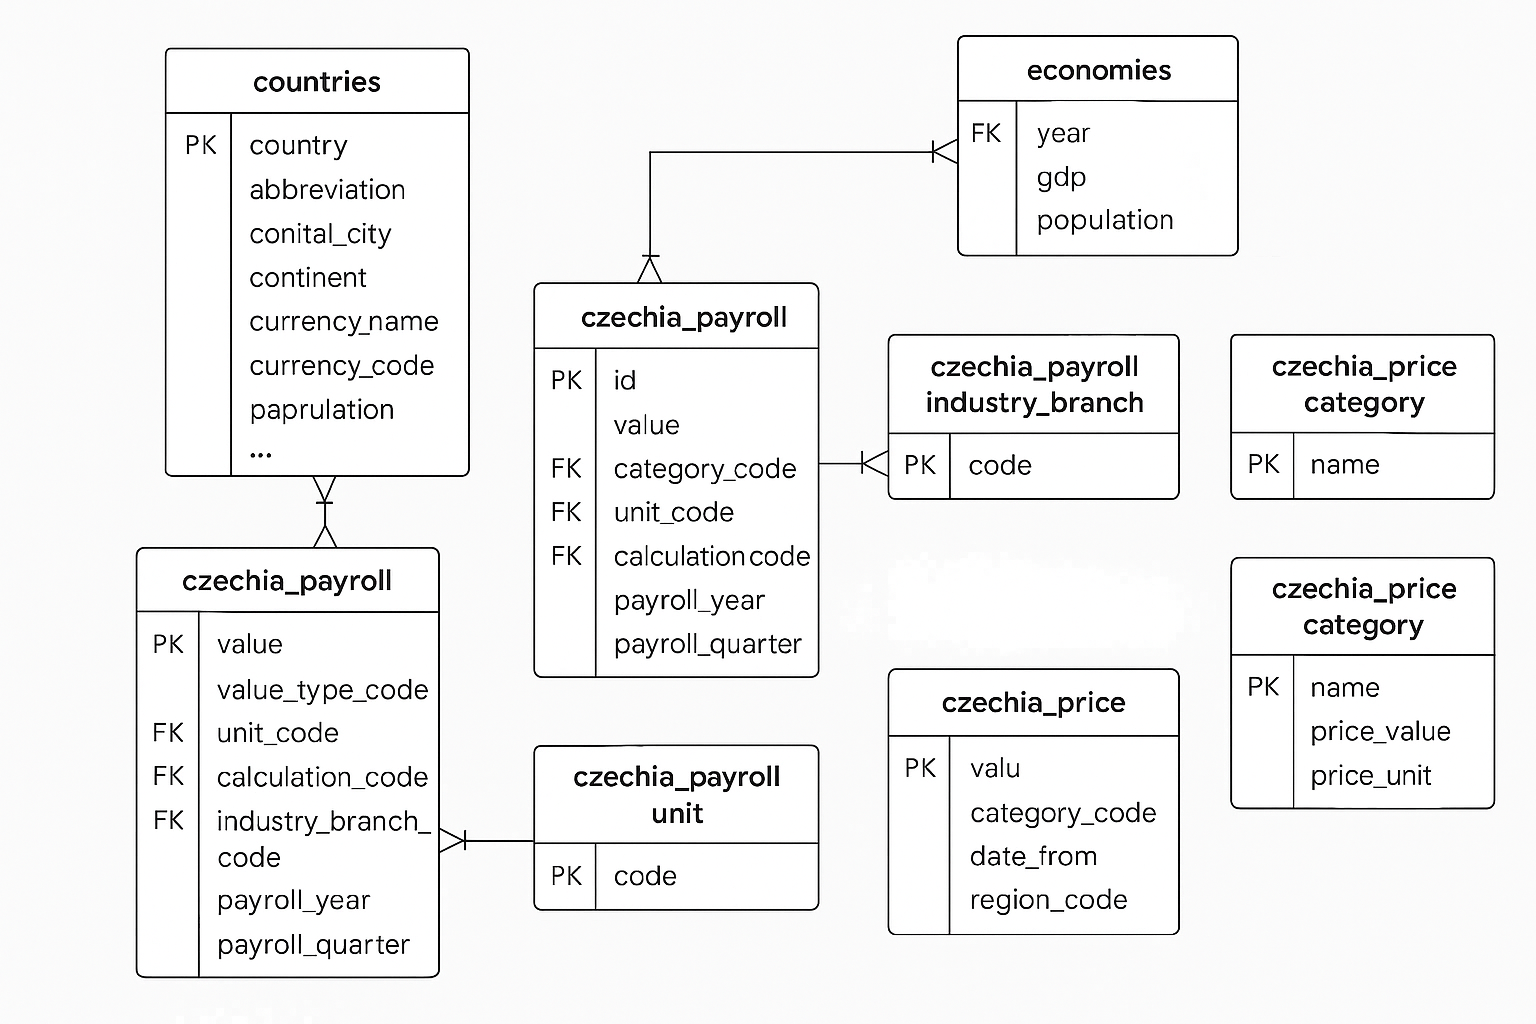 countries
PK country
abbreviation
conital_city
continent
currency_name
currency_code
paprulation
...
economies
FK year
gdp
population
czechia_payroll
PK id
value
FK category_code
FK unit_code
FK calculation code
payroll_year
payroll_quarter
czechia_payroll
industry_branch
PK code
czechia_price
category
PK name
czechia_payroll
PK value
value_type_code
FK unit_code
FK calculation_code
FK industry_branch_
code
payroll_year
payroll_quarter
czechia_payroll
unit
PK code
czechia_price
PK valu
category_code
date_from
region_code
czechia_price
category
PK name
price_value
price_unit